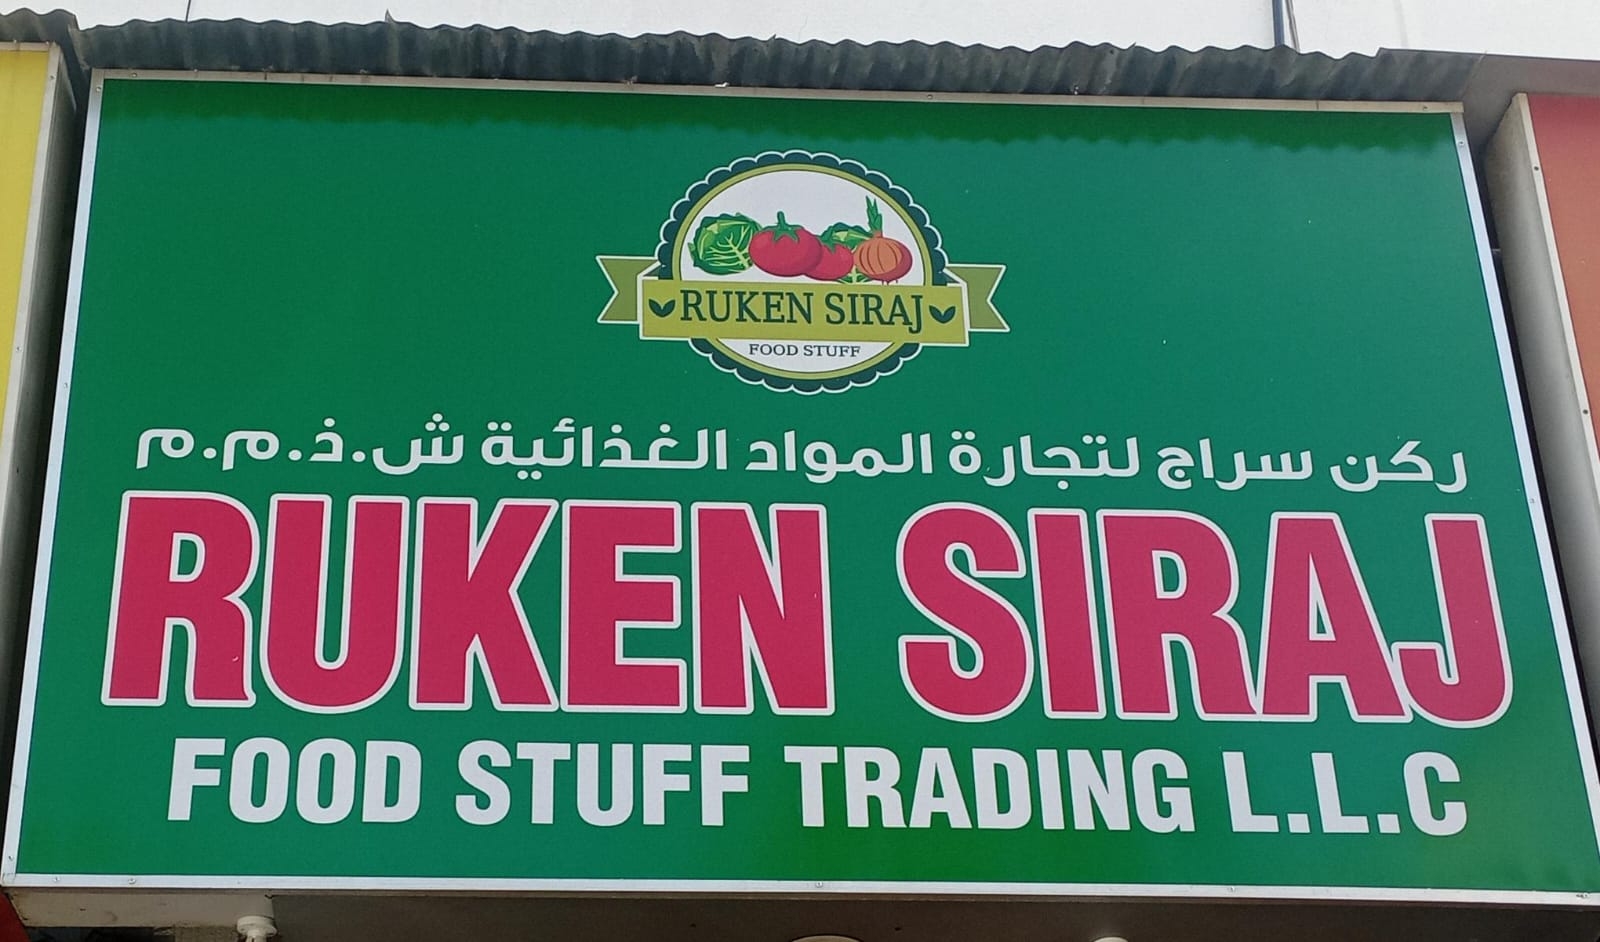 RUKEN SIRAJ
FOOD STUFF
ركن سراج لتجارة المواد الغذائية ش.ذ.م.م
RUKEN SIRAJ
FOOD STUFF TRADING L.L.C